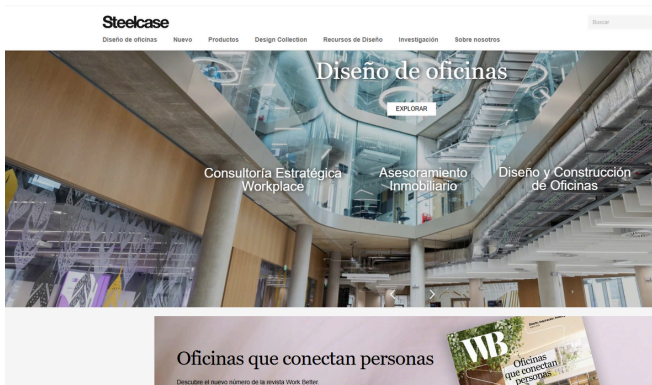 Steelcase
Buscar
Diseño de oficinas Nuevo Productos Design Collection Recursos de Diseño Investigación Sobre nosotros
Diseño de oficinas
EXPLORAR
Consultoría Estratégica
Workplace
Asesoramiento
Inmobiliario
Diseño y Construcción
de Oficinas
Oficinas que conectan personas
Descubre el nuevo número de la revista Work Better.
WB
Oficinas
que conectan
personas